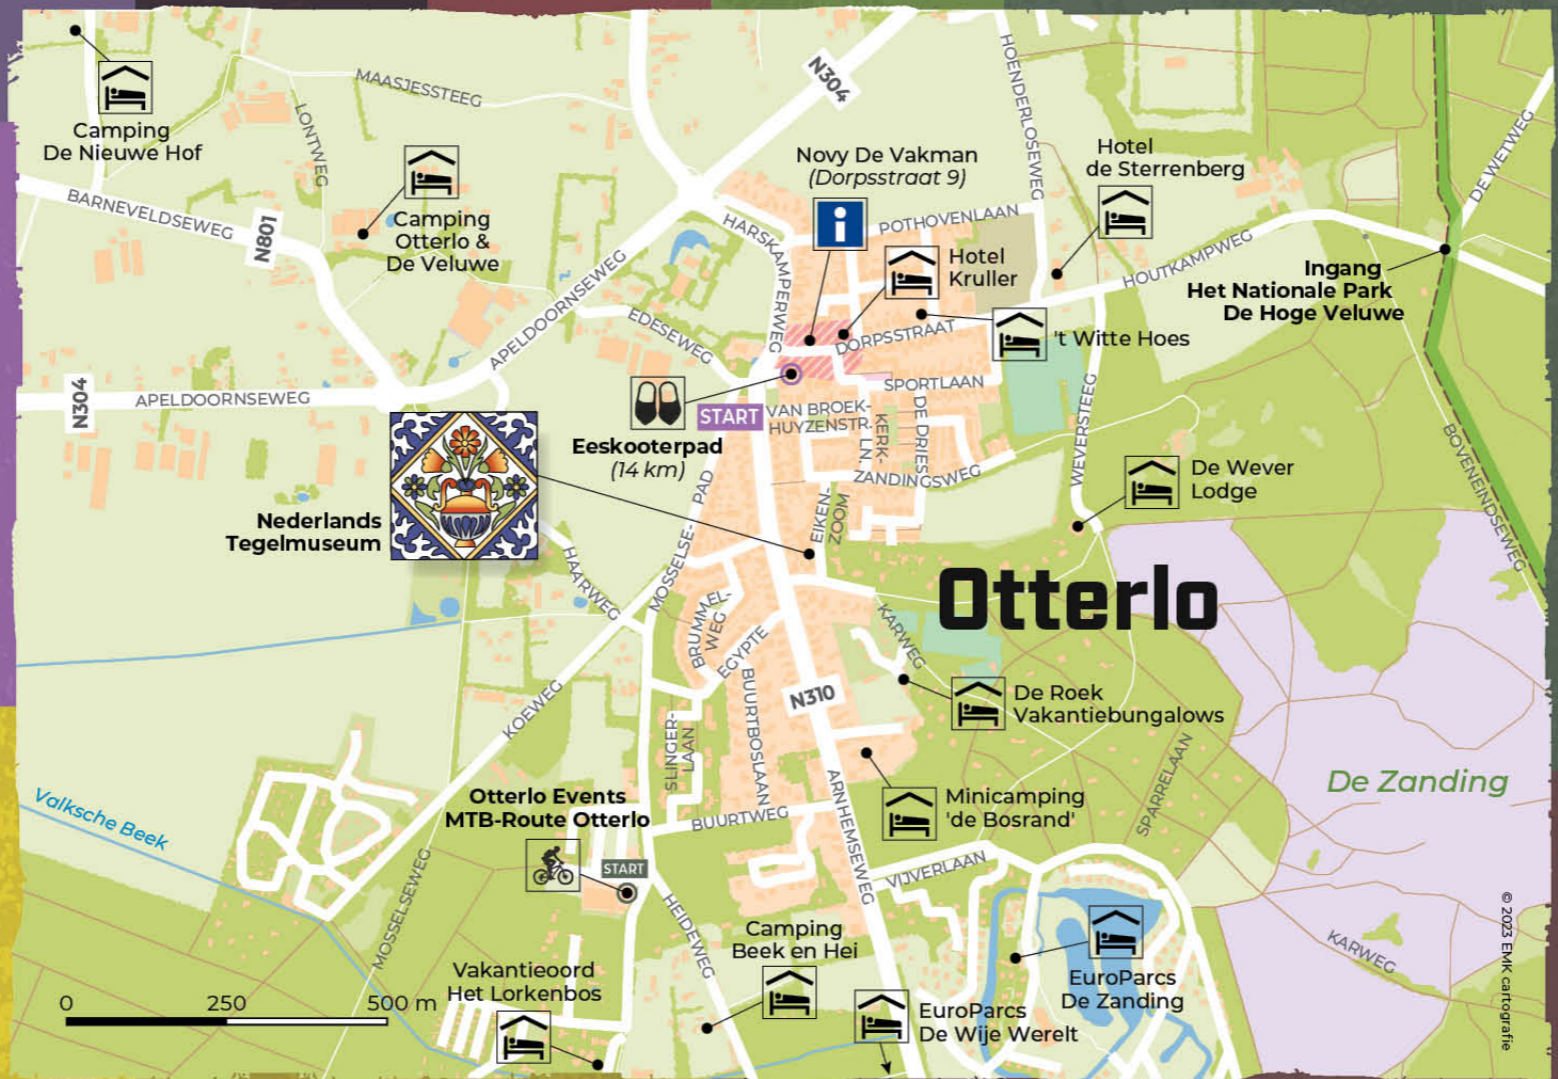 N304
HOENDERLOSEWEG
MAASJESSTEEG
LONTWEG
Camping
De Nieuwe Hof
BARNEVELDSEWEG
N801
Camping
Otterlo &
De Veluwe
Novy De Vakman
(Dorpsstraat 9)
i
POTHOVENLAAN
Hotel
de Sterrenberg
DE WETWEG
HARSKAMPERWEG
Hotel
Kruller
HOUTKAMPWEG
Ingang
Het Nationale Park
De Hoge Veluwe
APELDOORNSEWEG
EDESEWEG
DORPSSTRAAT
't Witte Hoes
N304
APELDOORNSEWEG
START
Eeskooterpad
(14 km)
VAN BROEK-
HUYZENSTR.
SPORTLAAN
KERK-
LN.
DE DRIES
ZANDINGSWEG
WEVERSTEEG
BOVENEINDSEWEG
De Wever
Lodge
Nederlands
Tegelmuseum
MOSSELSE-
PAD
EIKEN-
ZOOM
HAARWEG
Otterlo
BRUMMEL-
WEG
EGYPTE
KARWEG
KOEWEG
SLINGER-
LAAN
BUURTBOSLAAN
N310
De Roek
Vakantiebungalows
De Zanding
SPARRELAAN
Valksche Beek
Otterlo Events
MTB-Route Otterlo
START
BUURTWEG
ARNHEMSEWEG
Minicamping
'de Bosrand'
VIJVERLAAN
MOSSELSEWEG
HEIDEWEG
Camping
Beek en Hei
KARWEG
EuroParcs
De Zanding
Vakantieoord
Het Lorkenbos
EuroParcs
De Wije Werelt
0 250 500 m
© 2023 EMK cartografie